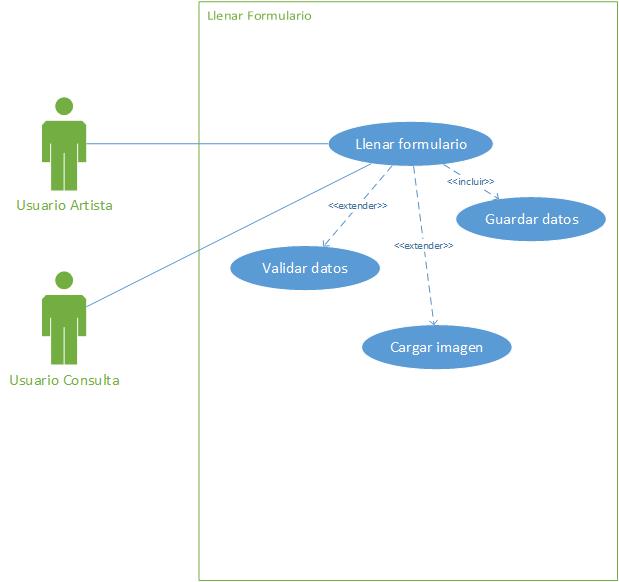 Llenar Formulario
Llenar formulario
<<incluir>>
Usuario Artista
<<extender>>
Guardar datos
<<extender>>
Validar datos
Cargar imagen
Usuario Consulta